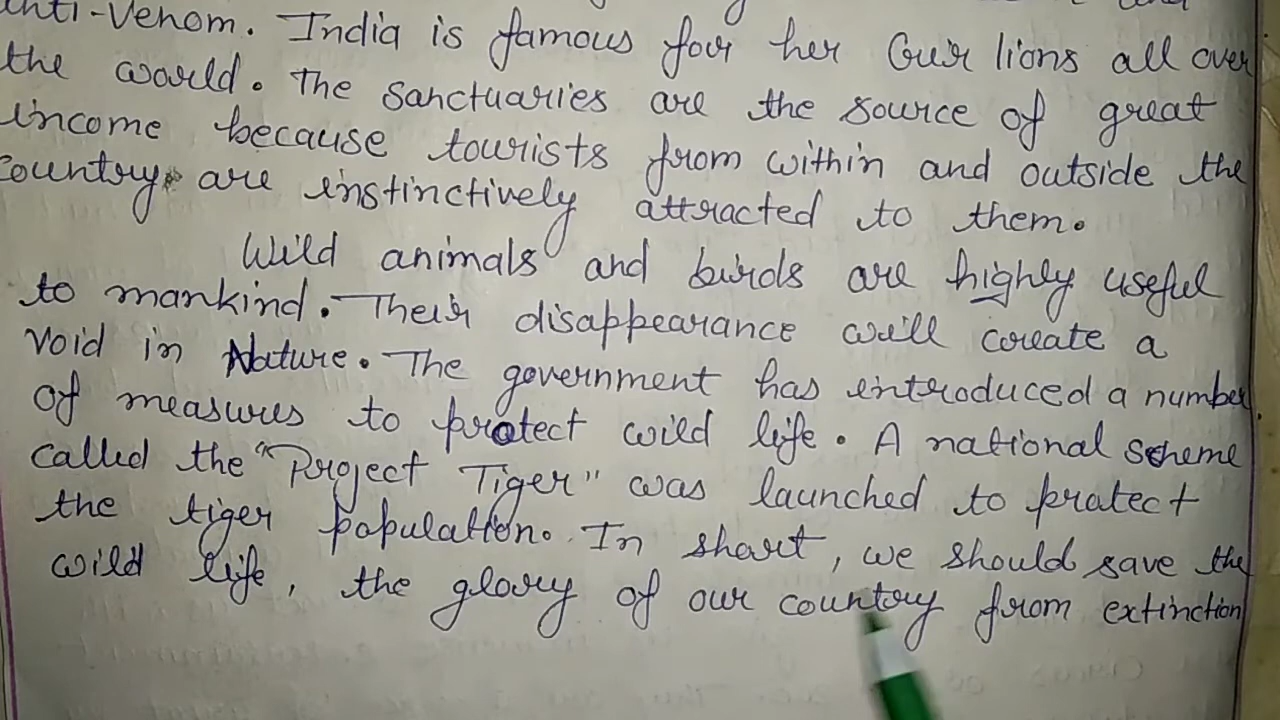 anti-Venom. India is famous for her Guir lions all over
the world. The Sanctuaries are the source of great
income because tourists from within and outside the
Country are instinctively attracted to them.
Wild animals and birds are highly useful
to mankind. Their disappearance will create a
void in Nature. The government has introduced a number
of measures to protect wild life. A national scheme
called the "Project Tiger" was launched to pratect
the tiger papulation. In short, we should save the
wild life, the glory of our country from extinction